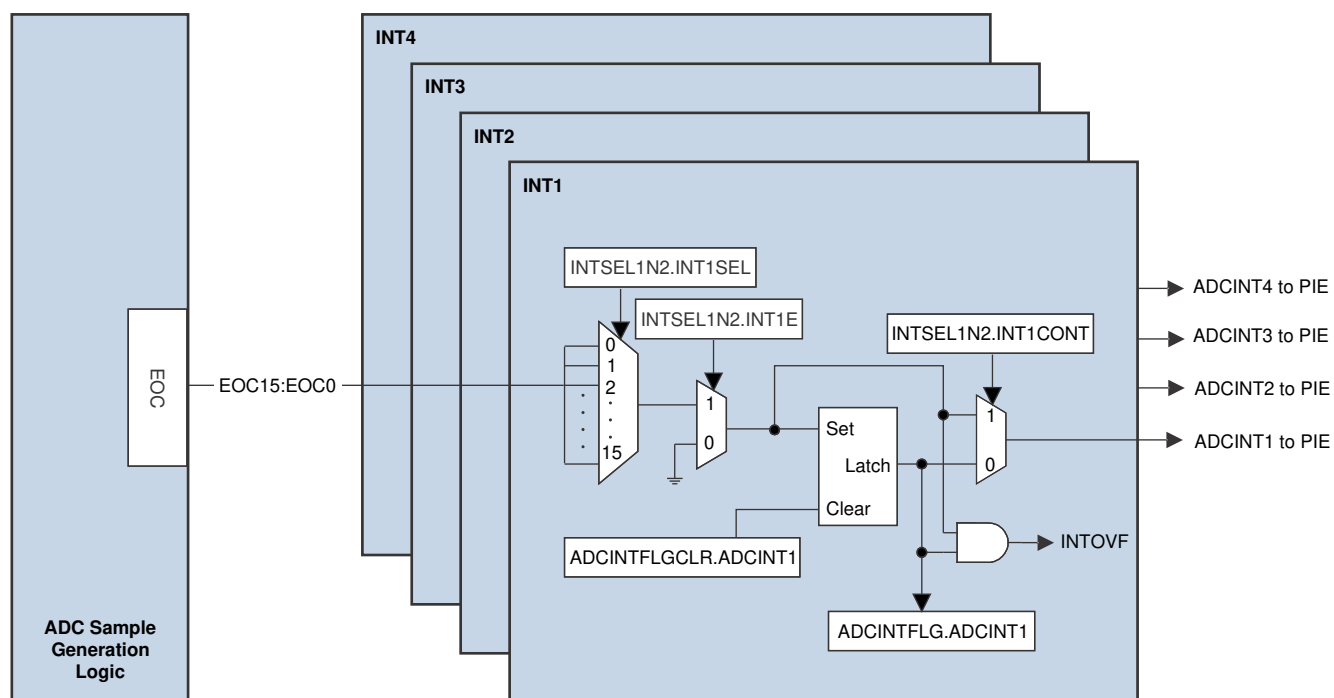 INT4
INT3
INT2
INT1
INTSEL1N2.INT1SEL
INTSEL1N2.INT1E
INTSEL1N2.INT1CONT
ADCINT4 to PIE
ADCINT3 to PIE
ADCINT2 to PIE
ADCINT1 to PIE
EOC
EOC15:EOC0
0
1
2
15
1
0
Set
Latch
Clear
1
0
ADCINTFLGCLR.ADCINT1
INTOVF
ADCINTFLG.ADCINT1
ADC Sample
Generation
Logic